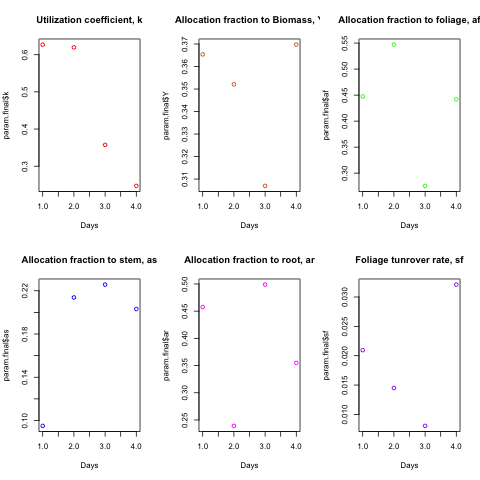 Utilization coefficient, k
Allocation fraction to Biomass,
Allocation fraction to foliage, af
param.final$k
0.3 0.4 0.5 0.6
1.0 2.0 3.0 4.0
Days
param.final$Y
0.31 0.32 0.33 0.34 0.35 0.36 0.37
1.0 2.0 3.0 4.0
Days
param.final$af
0.30 0.35 0.40 0.45 0.50 0.55
1.0 2.0 3.0 4.0
Days
Allocation fraction to stem, as
Allocation fraction to root, ar
Foliage tunrover rate, sf
param.final$as
0.10 0.14 0.18 0.22
1.0 2.0 3.0 4.0
Days
param.final$ar
0.25 0.30 0.35 0.40 0.45 0.50
1.0 2.0 3.0 4.0
Days
param.final$sf
0.010 0.015 0.020 0.025 0.030
1.0 2.0 3.0 4.0
Days